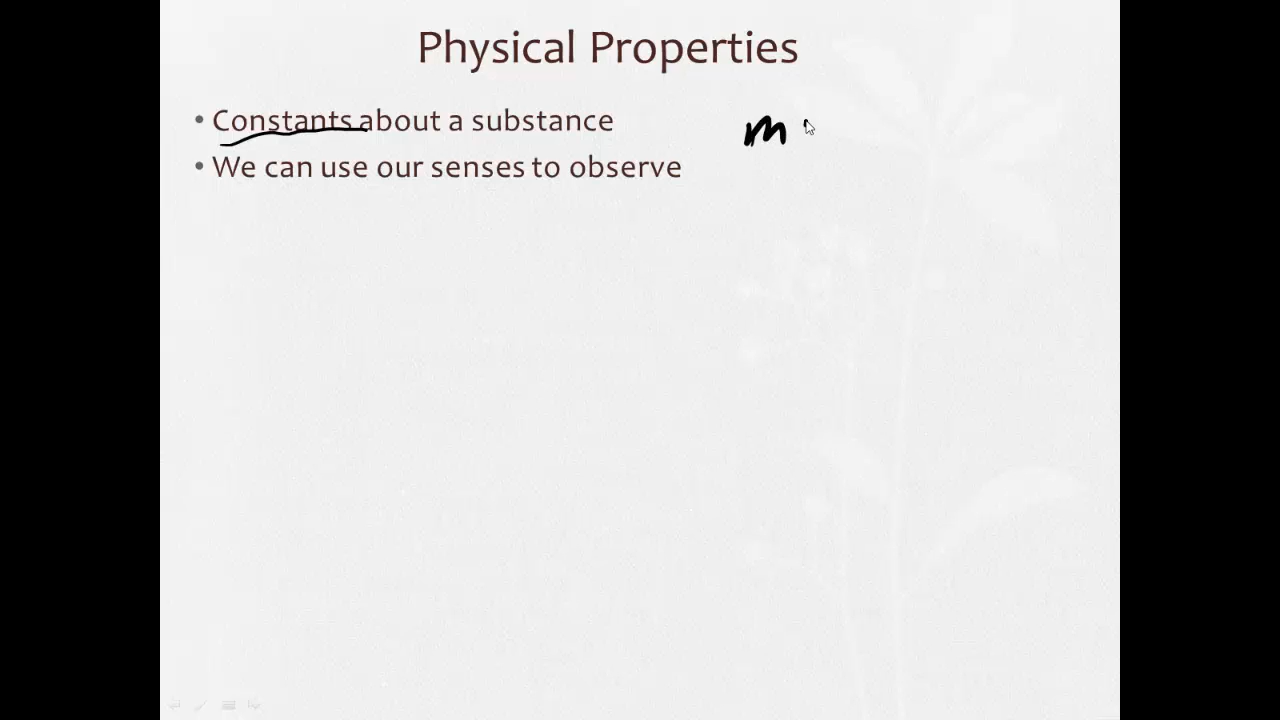 Physical Properties
• Constants about a substance
m
• We can use our senses to observe